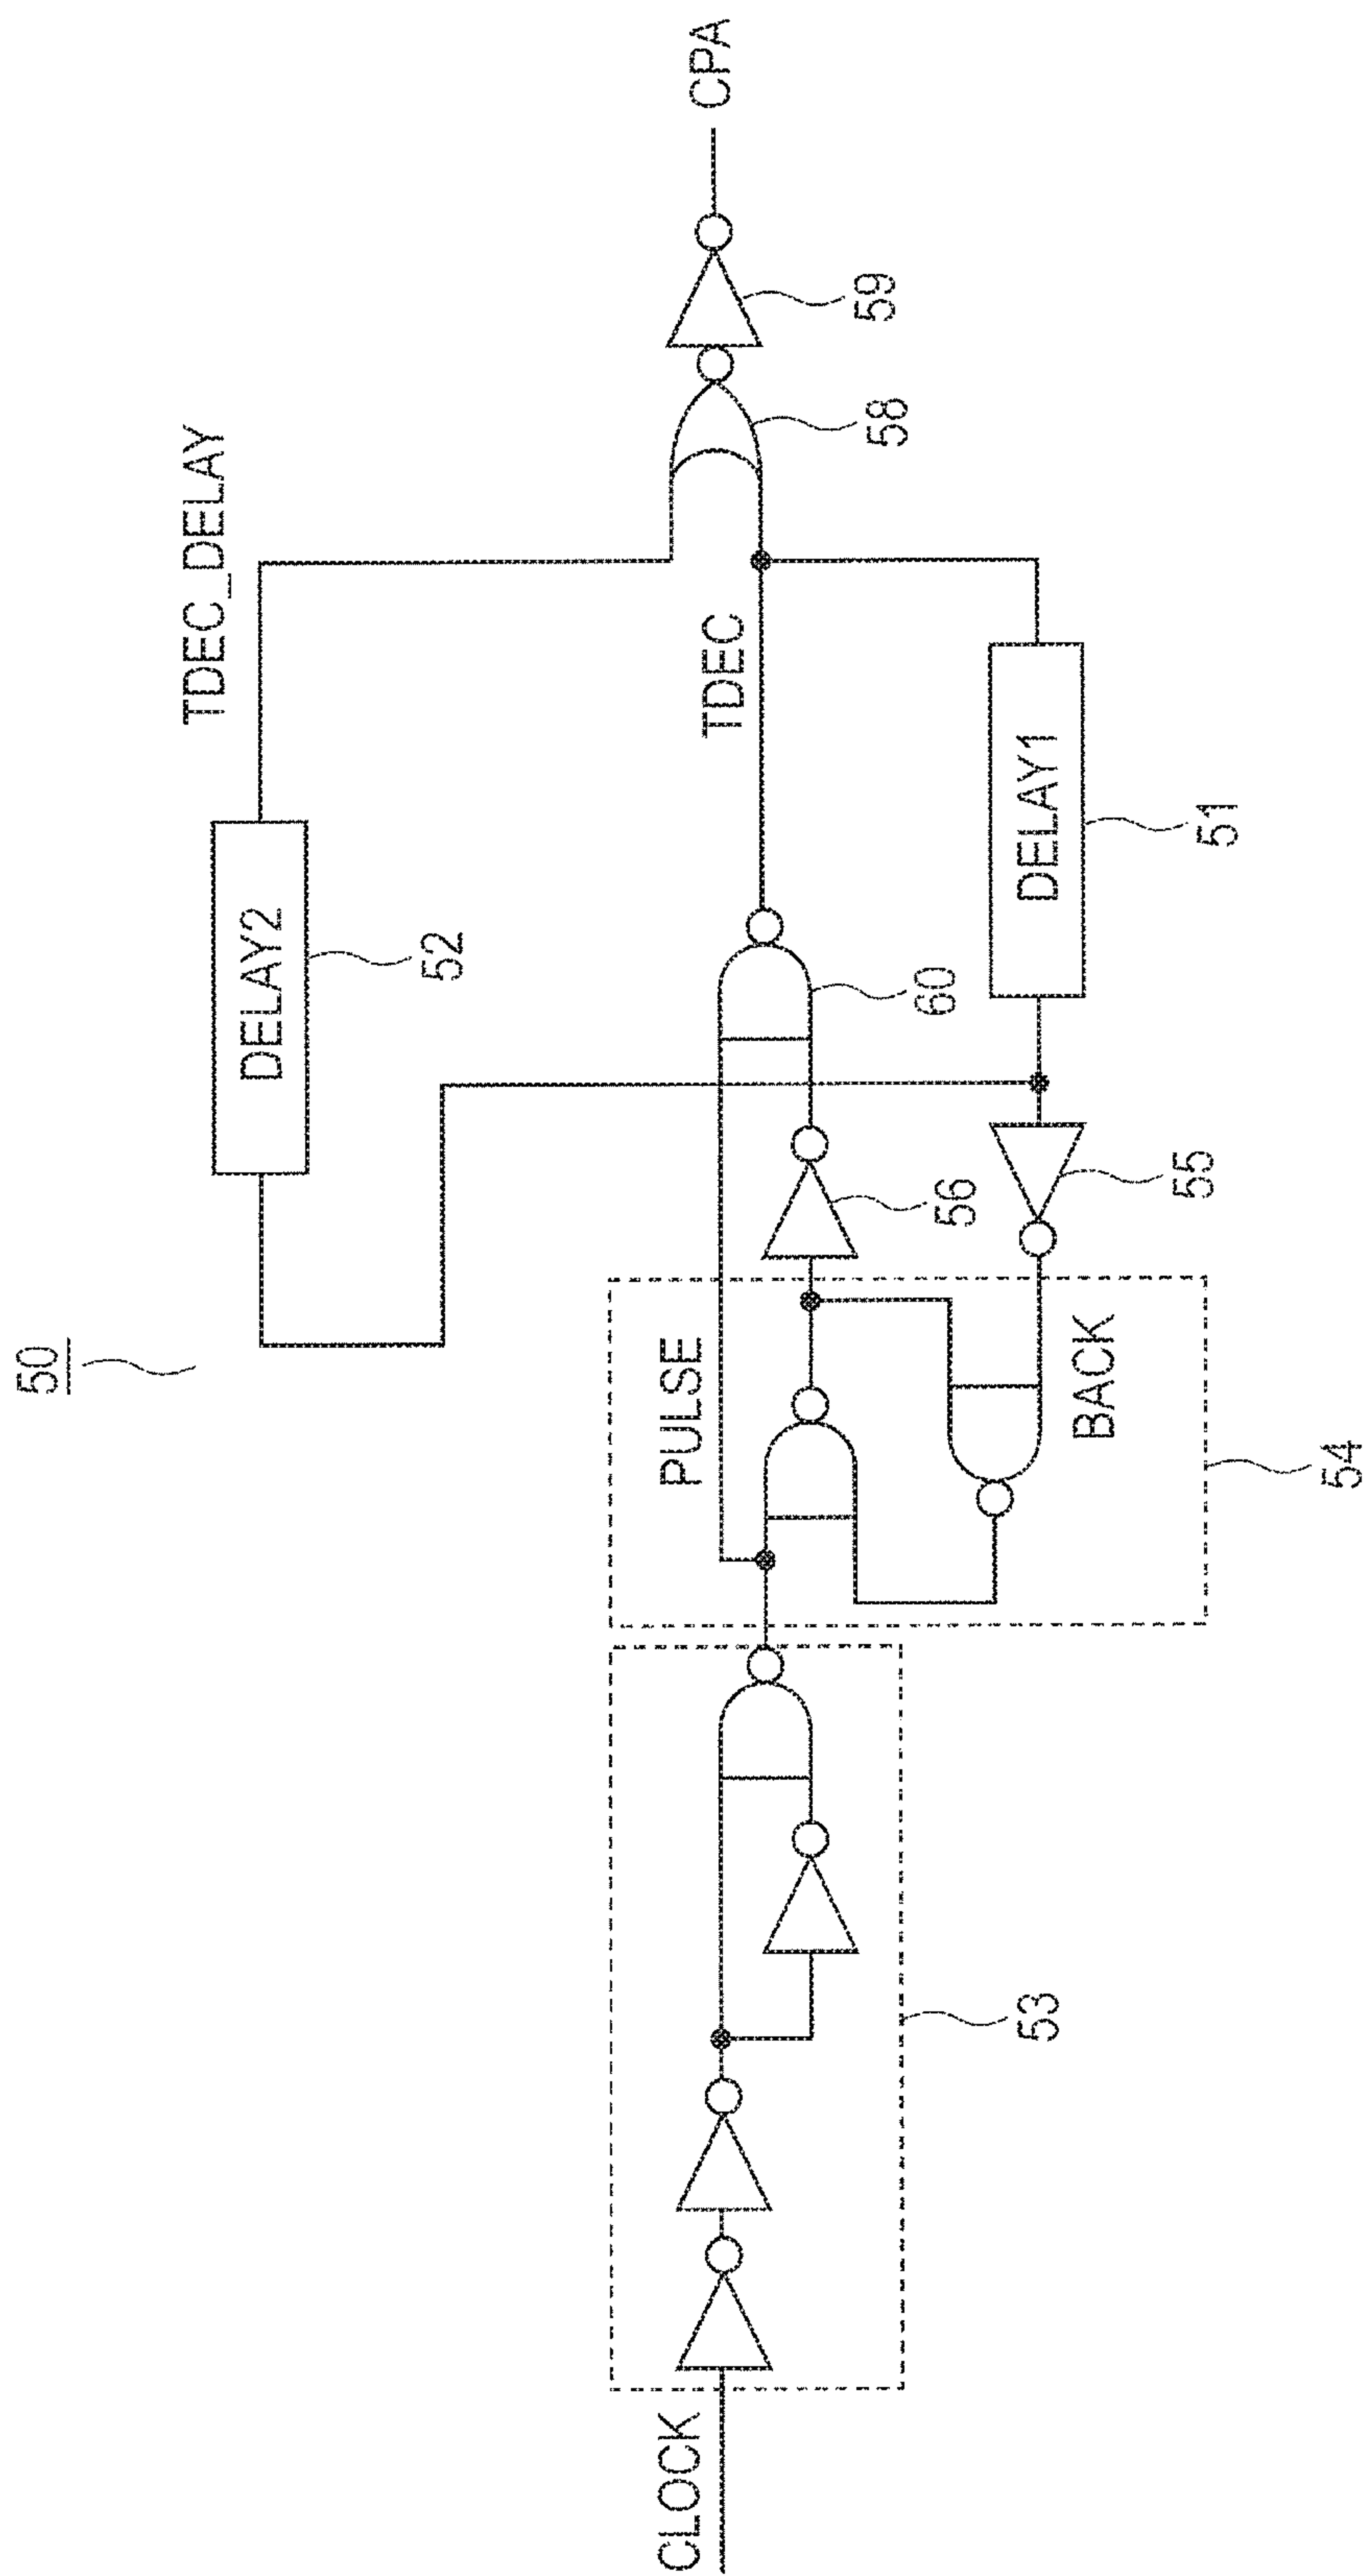 50
TDEC_DELAY
DELAY2
52
CPA
59
58
TDEC
60
PULSE
56
DELAY1
51
55
BACK
54
CLOCK
53